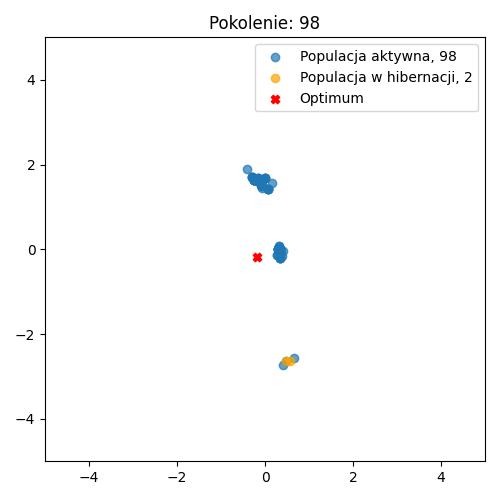 Pokolenie: 98
Populacja aktywna, 98
Populacja w hibernacji, 2
Optimum
4
2
0
−2
−4
−4 −2 0 2 4